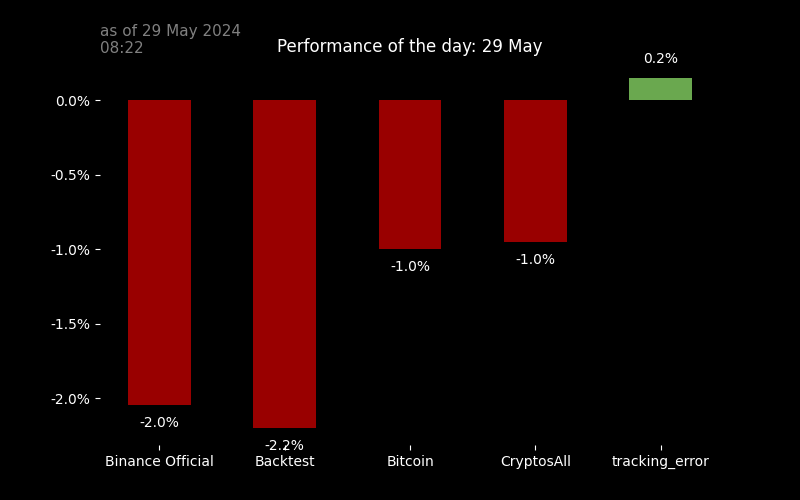 as of 29 May 2024
08:22
Performance of the day: 29 May
0.2%
0.0%
-0.5%
-1.0%
-1.5%
-2.0%
-1.0%
-1.0%
-2.0%
-2.2%
Binance Official
Backtest
Bitcoin
CryptosAll
tracking_error